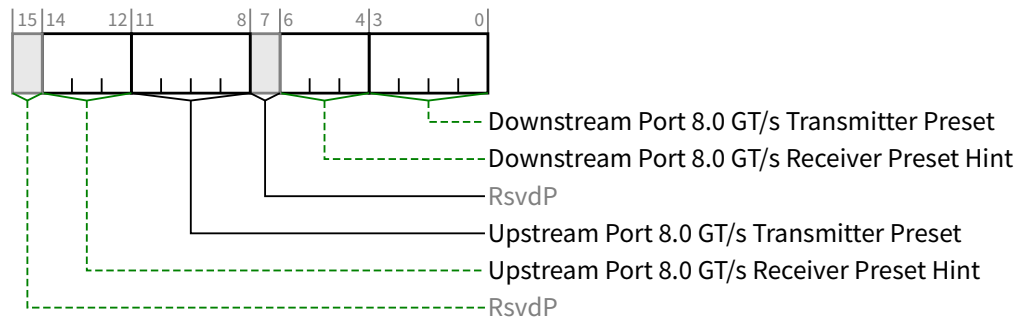 15 14 12 11 8 7 6 4 3 0
Downstream Port 8.0 GT/s Transmitter Preset
Downstream Port 8.0 GT/s Receiver Preset Hint
RsvdP
Upstream Port 8.0 GT/s Transmitter Preset
Upstream Port 8.0 GT/s Receiver Preset Hint
RsvdP